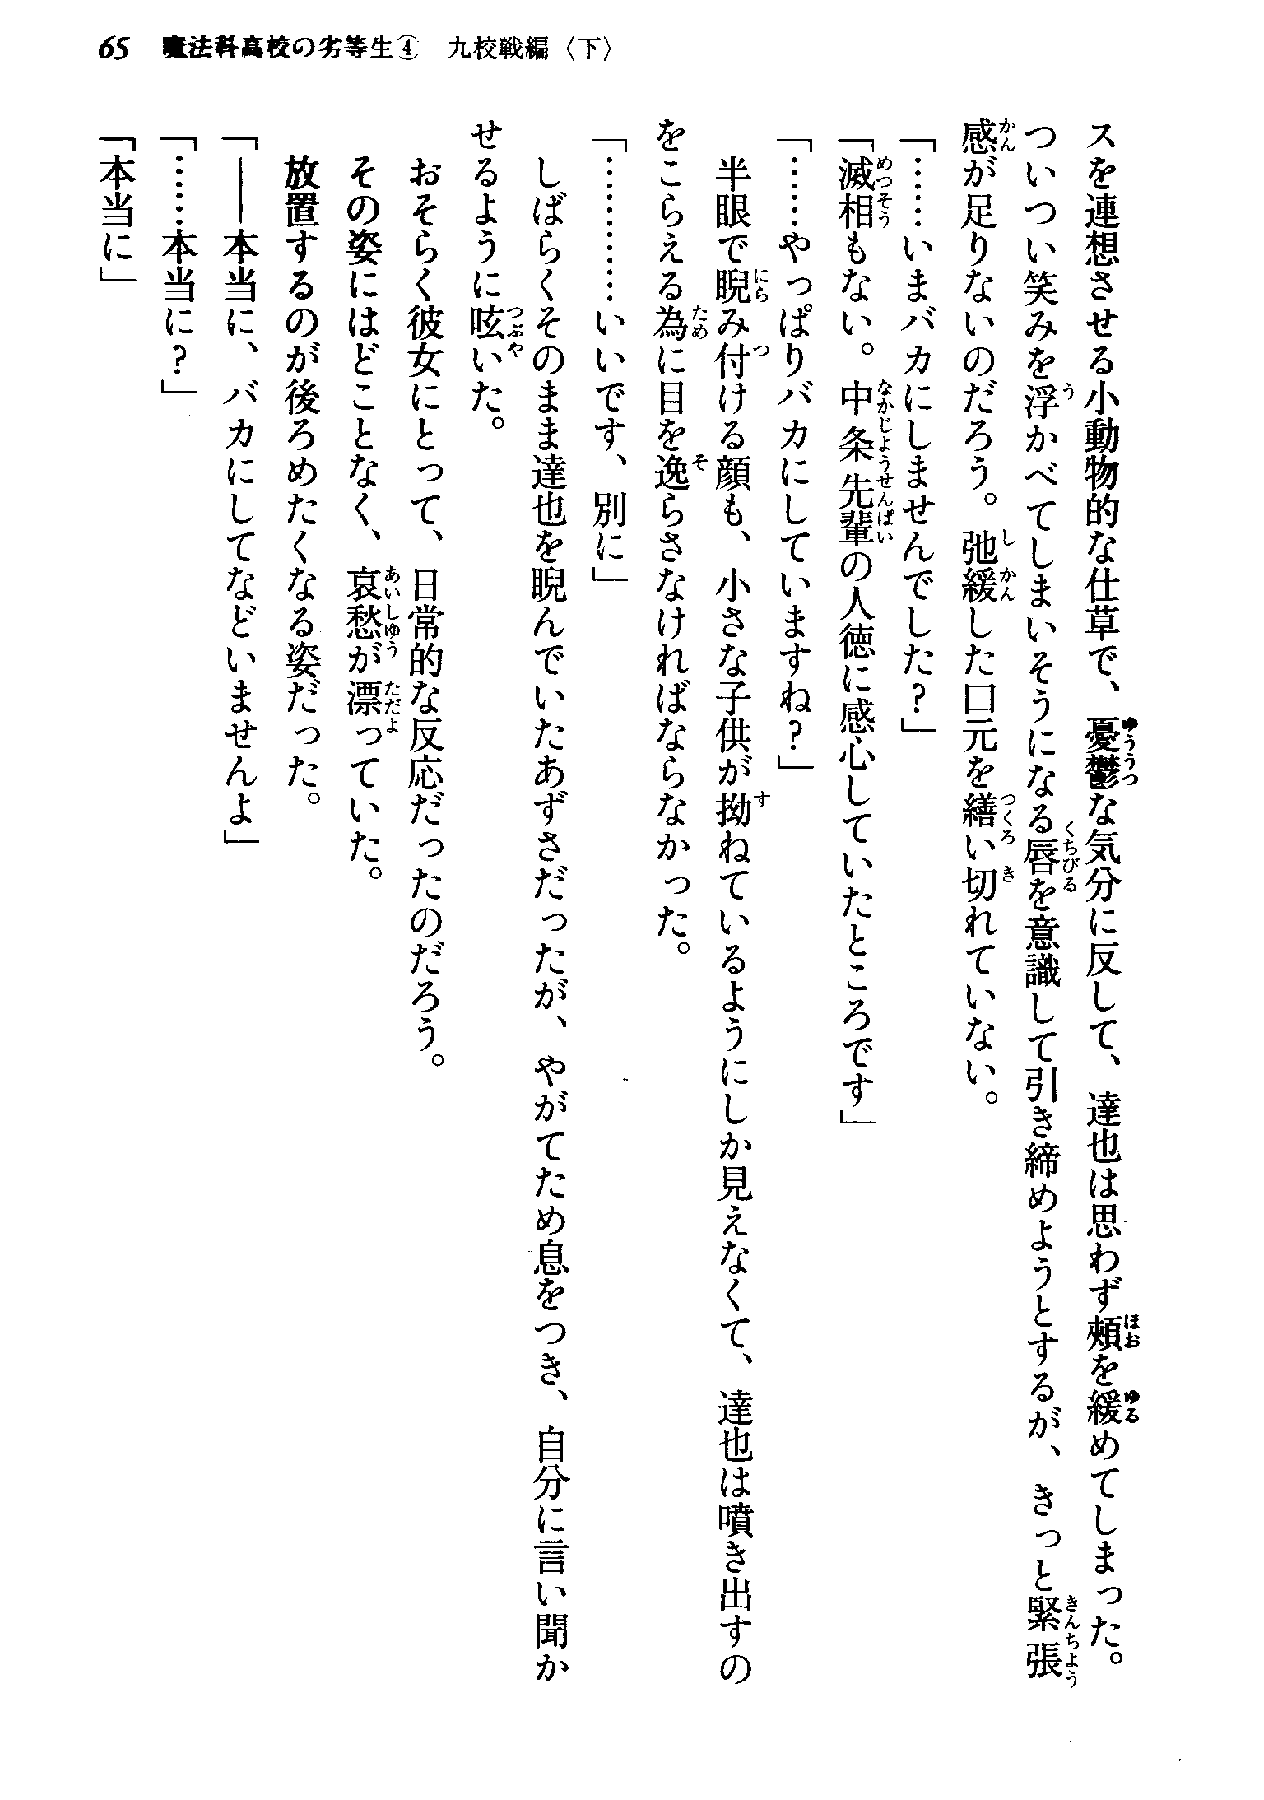 65 魔法科高校の劣等生④ 九校戦編〈下〉
スを連想させる小動物的な仕草で、憂鬱な気分に反して、達也は思わず頬を緩めてしまった。
ついつい笑みを浮かべてしまいそうになる唇を意識して引き締めようとするが、きっと緊張
感が足りないのだろう。弛緩した口元を繕い切れていない。
「……いまバカにしませんでした？」
「滅相もない。中条先輩の人徳に感心していたところです」
「……やっぱりバカにしていますね？」
半眼で睨み付ける顔も、小さな子供が拗ねているようにしか見えなくて、達也は噴き出すの
をこらえる為に目を逸らさなければならなかった。
「…………いいです、別に」
しばらくそのまま達也を睨んでいたあずさだったが、やがてため息をつき、自分に言い聞か
せるように呟いた。
おそらく彼女にとって、日常的な反応だったのだろう。
その姿にはどことなく、哀愁が漂っていた。
放置するのが後ろめたくなる姿だった。
「――本当に、バカにしてなどいませんよ」
「……本当に？」
「本当に」